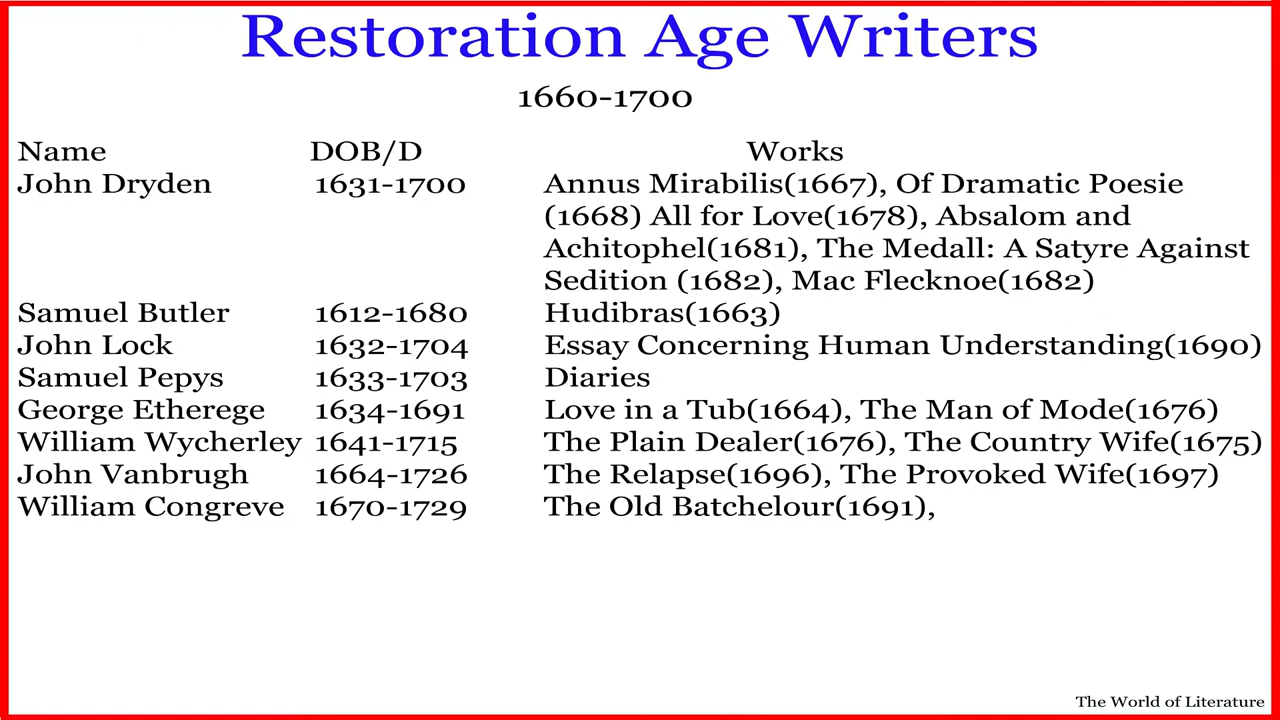 Restoration Age Writers
1660-1700
Name DOB/D Works
John Dryden 1631-1700 Annus Mirabilis(1667), Of Dramatic Poesie
(1668) All for Love(1678), Absalom and
Achitophel(1681), The Medall: A Satyre Against
Sedition (1682), Mac Flecknoe(1682)
Samuel Butler 1612-1680 Hudibras(1663)
John Lock 1632-1704 Essay Concerning Human Understanding(1690)
Samuel Pepys 1633-1703 Diaries
George Etherege 1634-1691 Love in a Tub(1664), The Man of Mode(1676)
William Wycherley 1641-1715 The Plain Dealer(1676), The Country Wife(1675)
John Vanbrugh 1664-1726 The Relapse(1696), The Provoked Wife(1697)
William Congreve 1670-1729 The Old Batchelour(1691),
The World of Literature